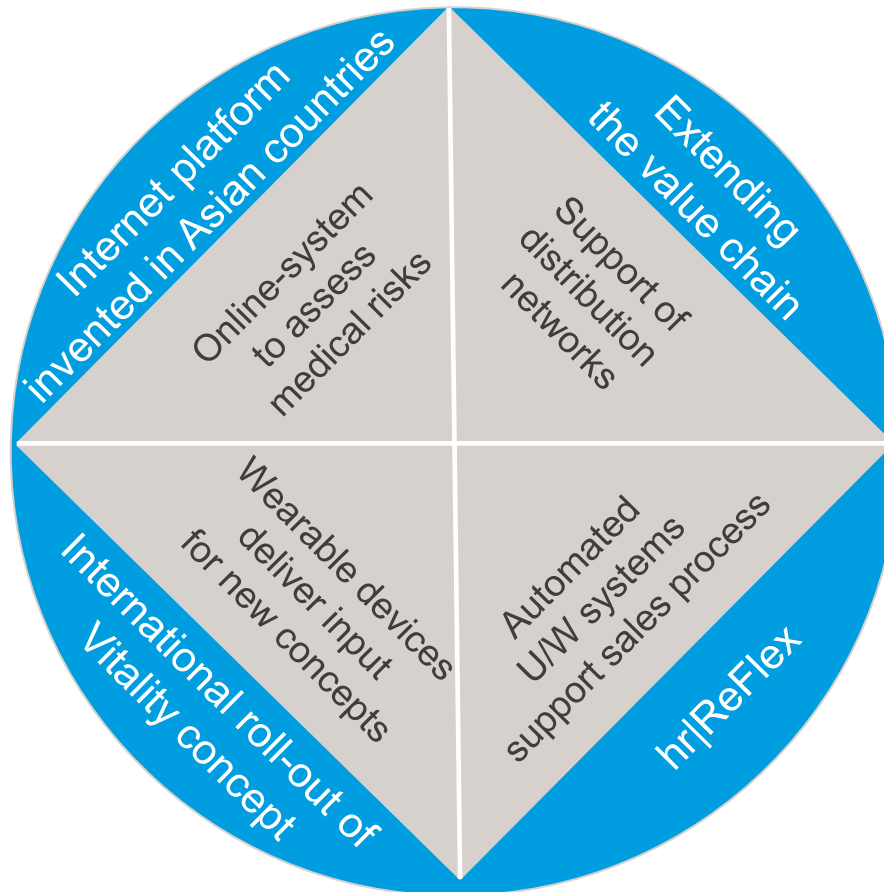 Internet platform
invented in Asian countries
Online-system
to assess
medical risks
Extending
the value chain
Support of
distribution
networks
Wearable devices
deliver input
for new concepts
International roll-out of
Vitality concept
Automated
U/W systems
support sales process
hr|ReFlex